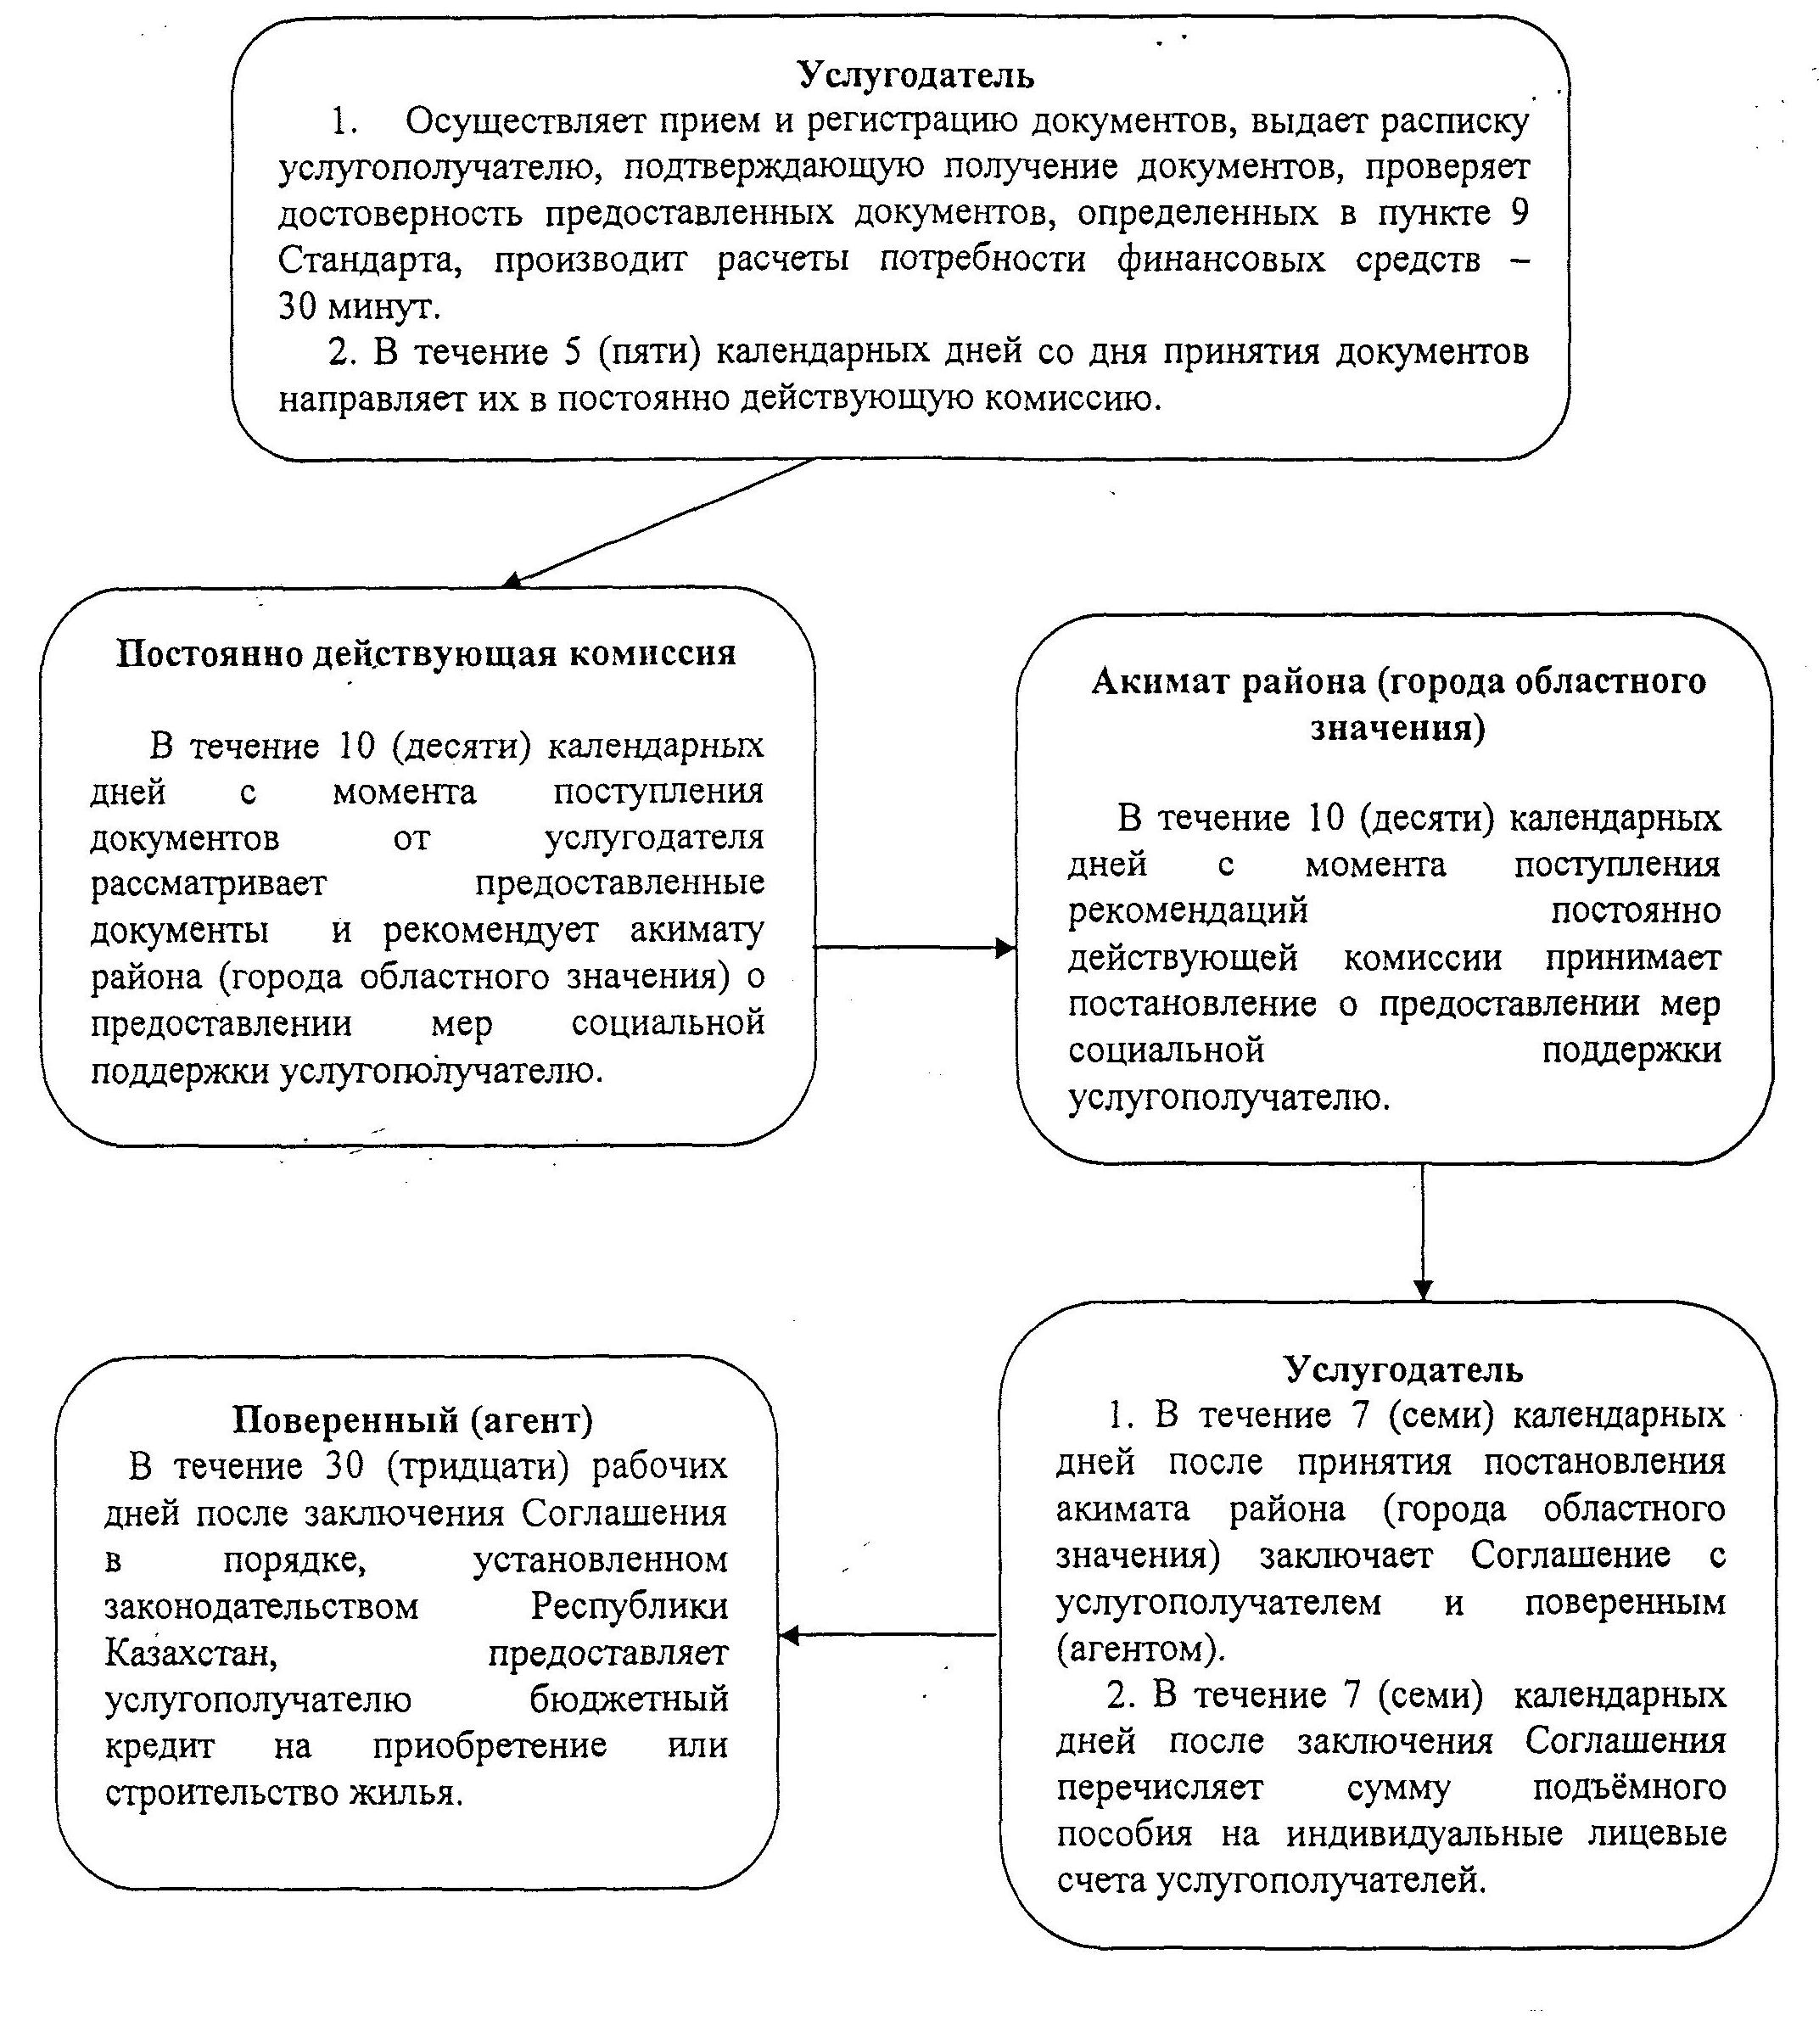 Услугодатель
1. Осуществляет прием и регистрацию документов, выдает расписку
услугополучателю, подтверждающую получение документов, проверяет
достоверность предоставленных документов, определенных в пункте 9
Стандарта, производит расчеты потребности финансовых средств –
30 минут.
2. В течение 5 (пяти) календарных дней со дня принятия документов
направляет их в постоянно действующую комиссию.
Постоянно действующая комиссия
В течение 10 (десяти) календарных
дней с момента поступления
документов от услугодателя
рассматривает предоставленные
документы и рекомендует акимату
района (города областного значения) о
предоставлении мер социальной
поддержки услугополучателю.
Акимат района (города областного
значения)
В течение 10 (десяти) календарных
дней с момента поступления
рекомендаций постоянно
действующей комиссии принимает
постановление о предоставлении мер
социальной поддержки
услугополучателю.
Услугодатель
1. В течение 7 (семи) календарных
дней после принятия постановления
акимата района (города областного
значения) заключает Соглашение с
услугополучателем и поверенным
(агентом).
2. В течение 7 (семи) календарных
дней после заключения Соглашения
перечисляет сумму подъёмного
пособия на индивидуальные лицевые
счета услугополучателей.
Поверенный (агент)
В течение 30 (тридцати) рабочих
дней после заключения Соглашения
в порядке, установленном
законодательством Республики
Казахстан, предоставляет
услугополучателю бюджетный
кредит на приобретение или
строительство жилья.